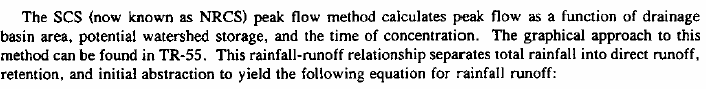 The SCS (now known as NRCS) peak flow method calculates peak flow as a function of drainage
basin area, potential watershed storage, and the time of concentration. The graphical approach to this
method can be found in TR-55. This rainfall-runoff relationship separates total rainfall into direct runoff,
retention, and initial abstraction to yield the following equation for rainfall runoff: